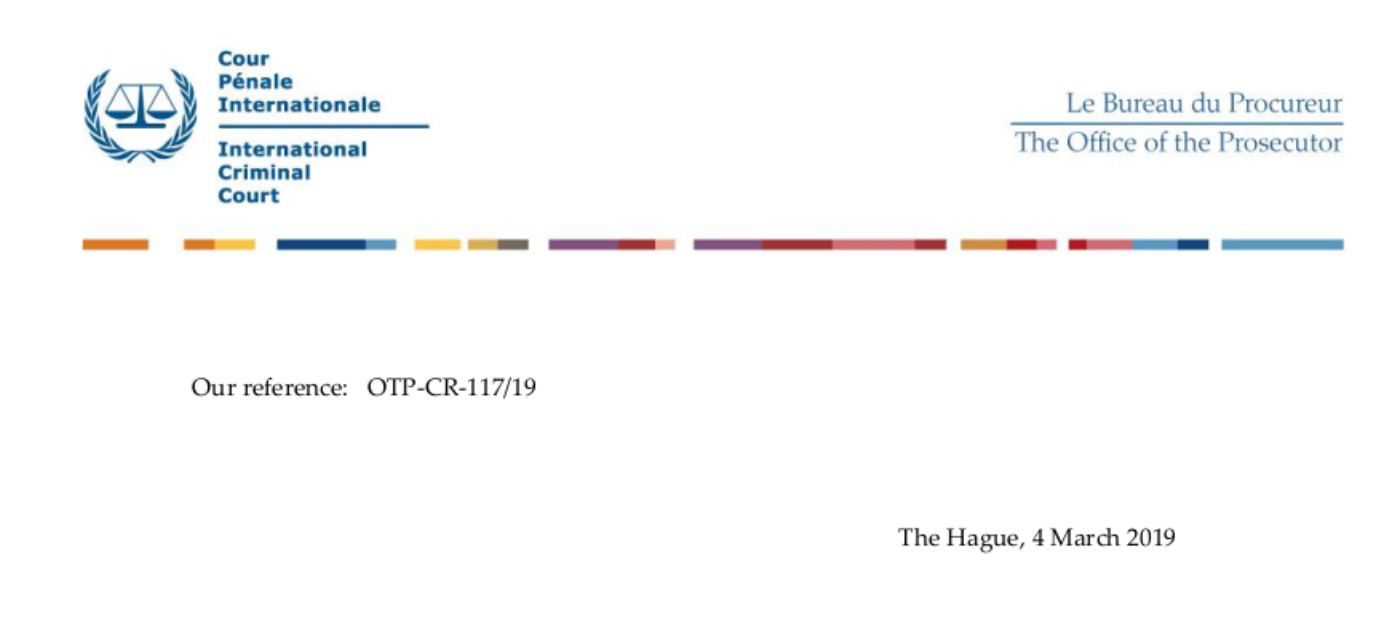 Cour
Pénale
Internationale
International
Criminal
Court
Le Bureau du Procureur
The Office of the Prosecutor
Our reference: OTP-CR-117/19
The Hague, 4 March 2019